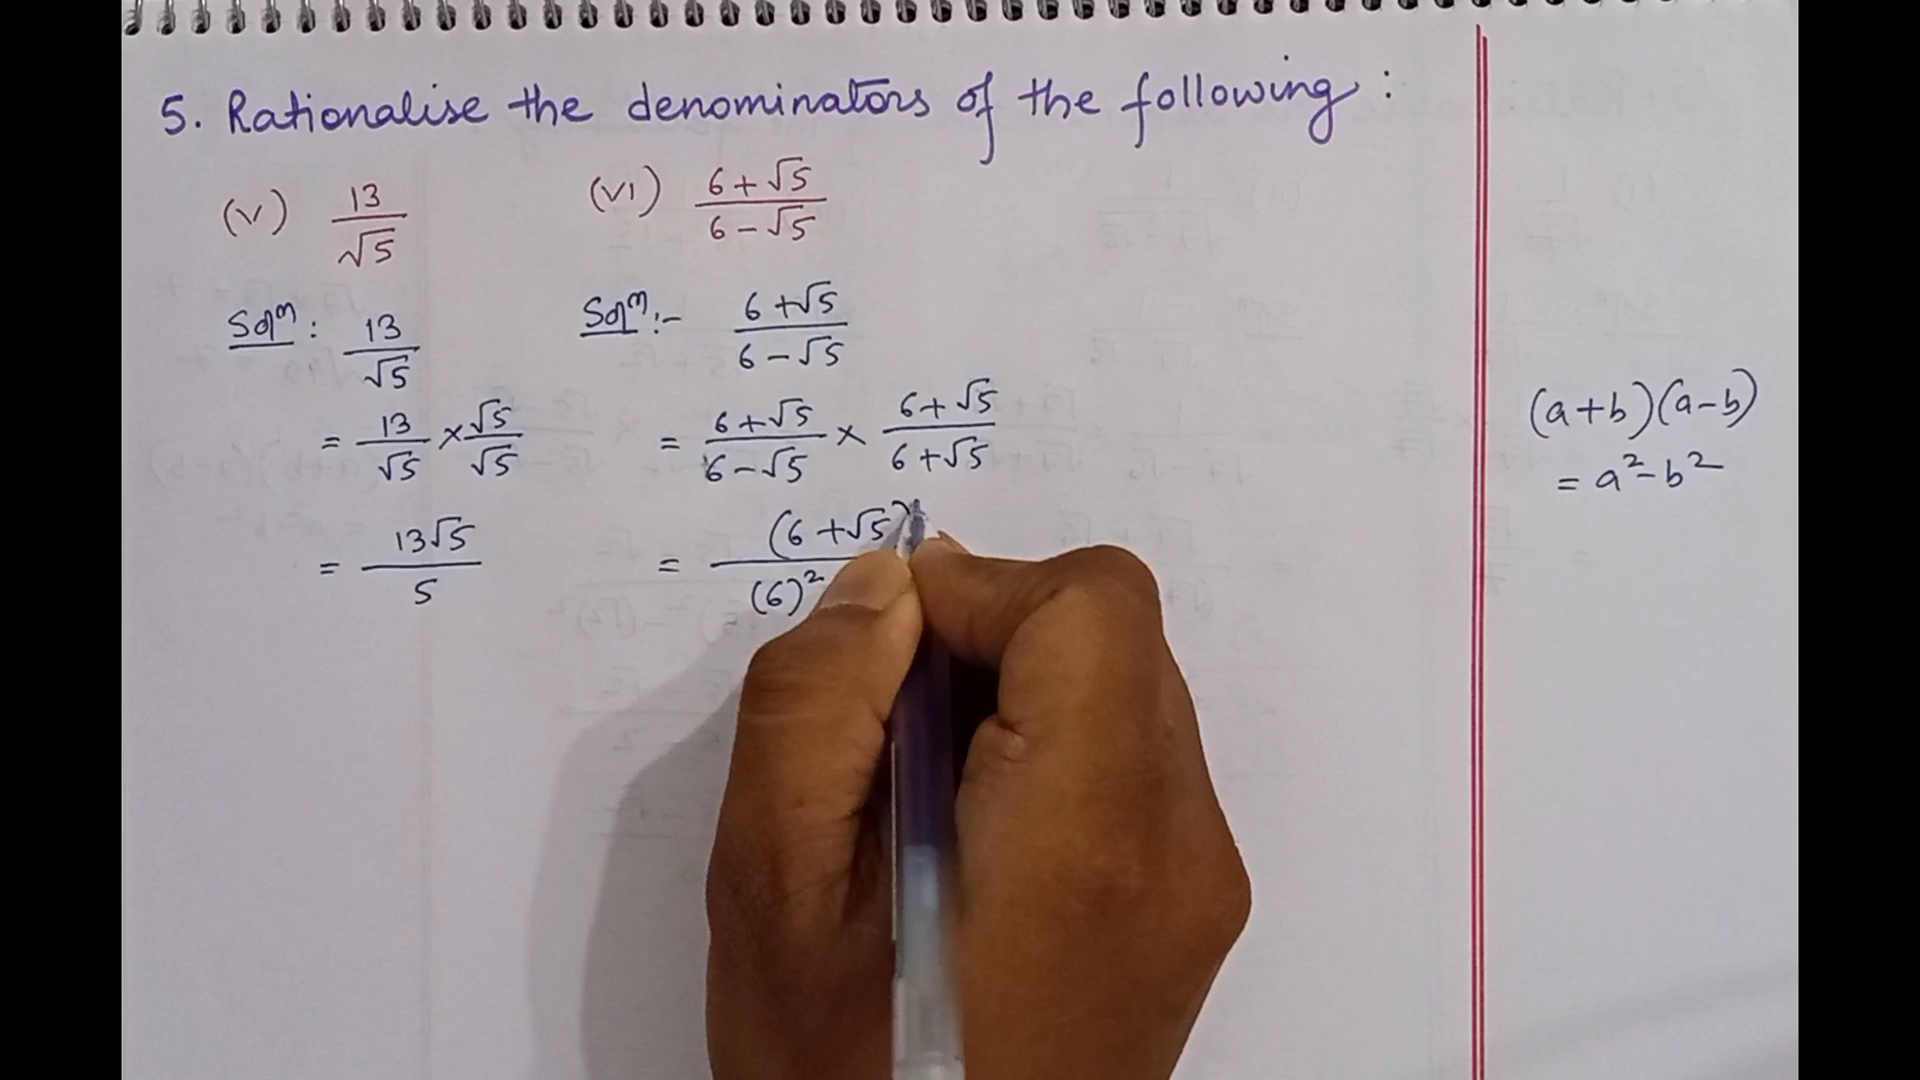 5. Rationalise the denominators of the following :
(v) 13/√5
(vi) 6+√5/6-√5
Solⁿ : 13/√5
= 13/√5 × √5/√5
= 13√5/5
Solⁿ :- 6+√5/6-√5
= 6+√5/6-√5 × 6+√5/6+√5
= (6+√5)/(6)²
(a+b)(a-b)
= a²-b²